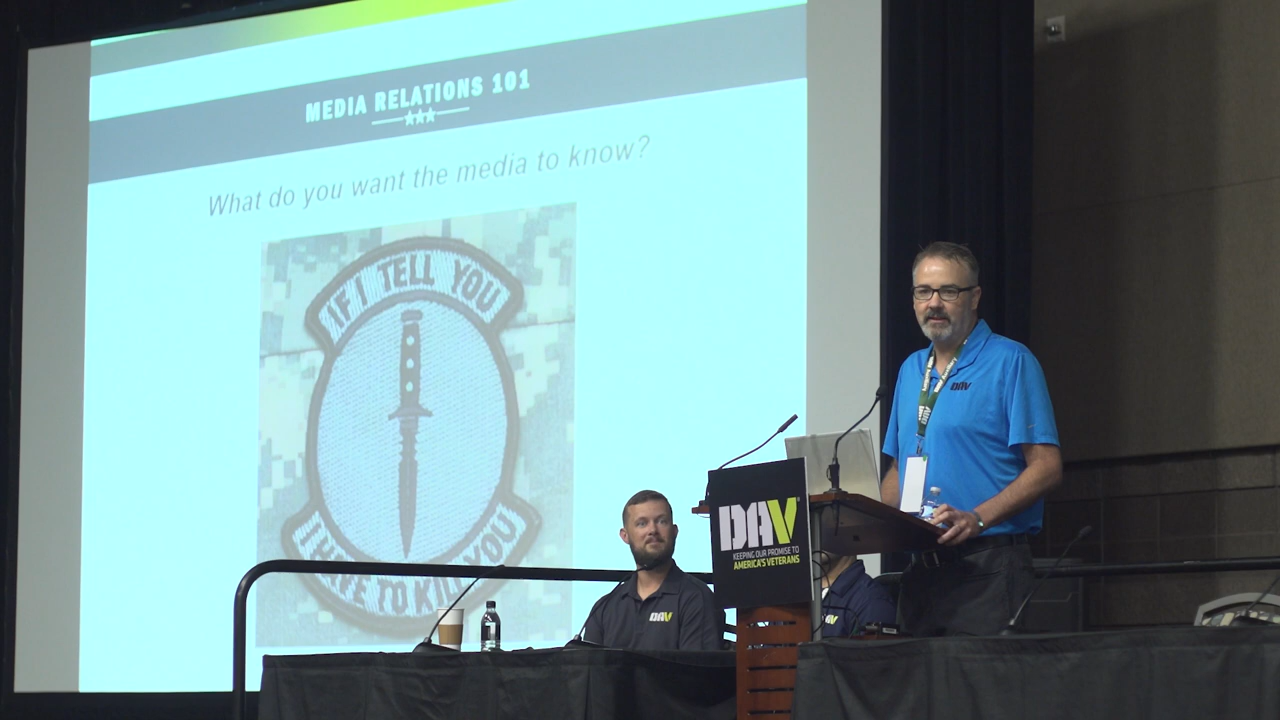 MEDIA RELATIONS 101
What do you want the media to know?
IF I TELL YOU
I HAVE TO KILL YOU
DAV
DAV
KEEPING OUR PROMISE TO
AMERICA'S VETERANS
DAV
DAV